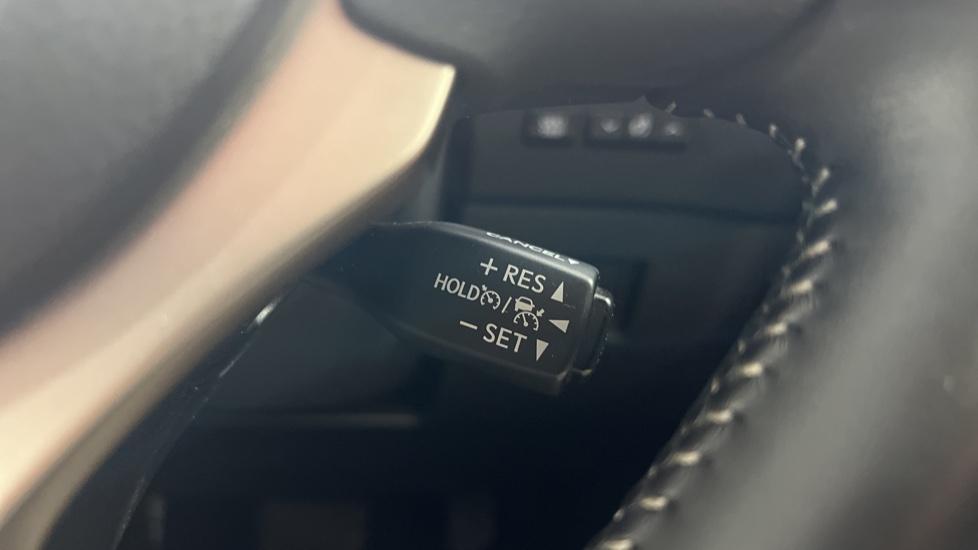 CANCEL▼
+ RES ▲
HOLD / ◀
− SET ▼